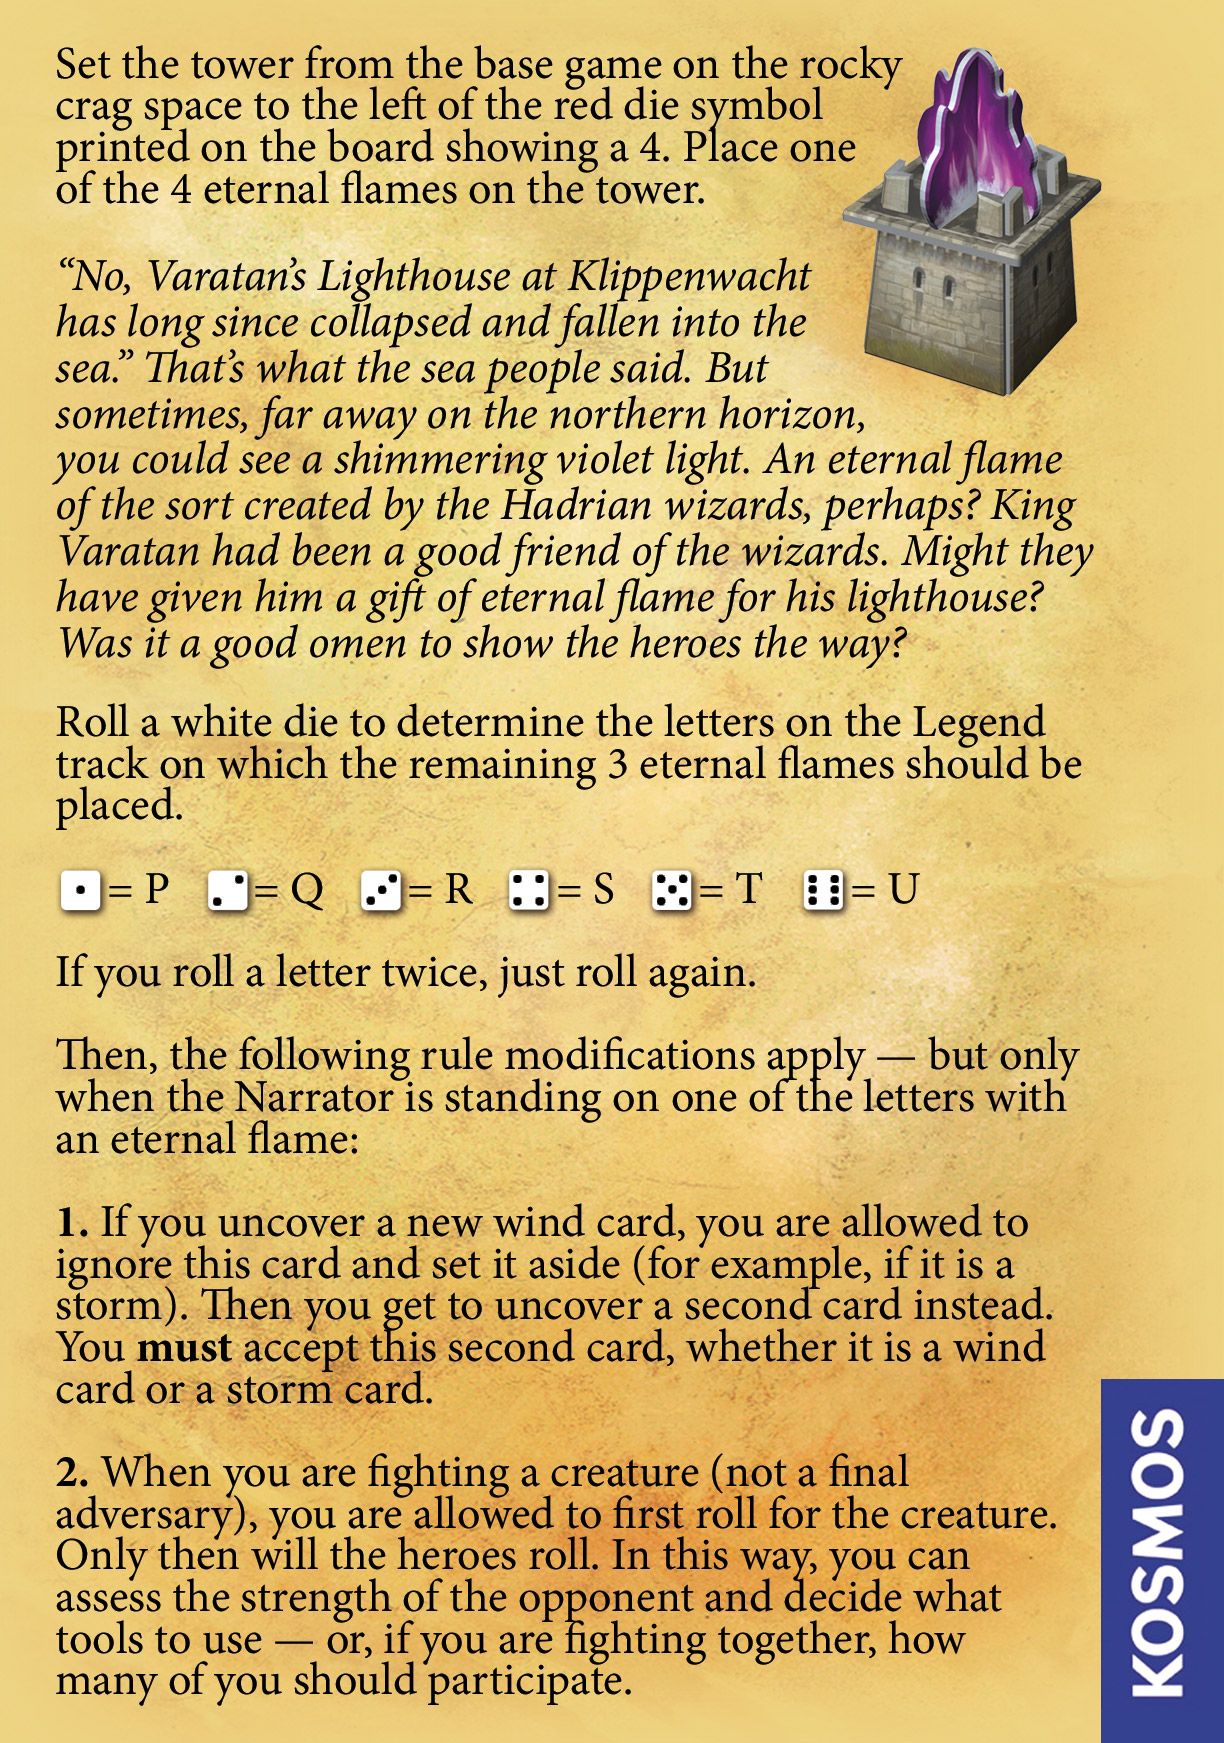 Set the tower from the base game on the rocky
crag space to the left of the red die symbol
printed on the board showing a 4. Place one
of the 4 eternal flames on the tower.
“No, Varatan’s Lighthouse at Klippenwacht
has long since collapsed and fallen into the
sea.” That’s what the sea people said. But
sometimes, far away on the northern horizon,
you could see a shimmering violet light. An eternal flame
of the sort created by the Hadrian wizards, perhaps? King
Varatan had been a good friend of the wizards. Might they
have given him a gift of eternal flame for his lighthouse?
Was it a good omen to show the heroes the way?
Roll a white die to determine the letters on the Legend
track on which the remaining 3 eternal flames should be
placed.
= P = Q = R = S = T = U
If you roll a letter twice, just roll again.
Then, the following rule modifications apply — but only
when the Narrator is standing on one of the letters with
an eternal flame:
1. If you uncover a new wind card, you are allowed to
ignore this card and set it aside (for example, if it is a
storm). Then you get to uncover a second card instead.
You must accept this second card, whether it is a wind
card or a storm card.
2. When you are fighting a creature (not a final
adversary), you are allowed to first roll for the creature.
Only then will the heroes roll. In this way, you can
assess the strength of the opponent and decide what
tools to use — or, if you are fighting together, how
many of you should participate.
KOSMOS